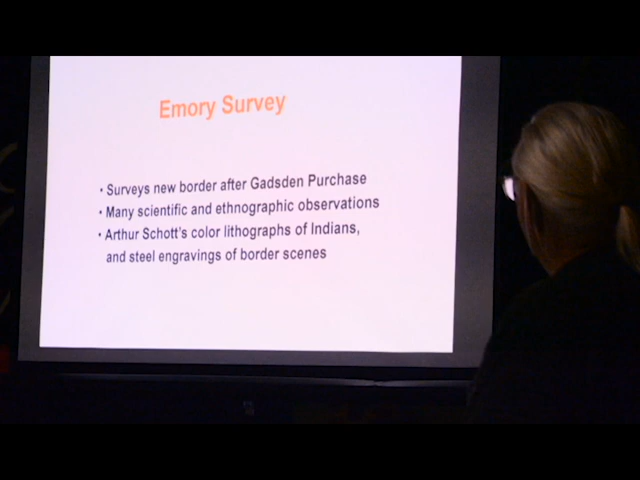 Emory Survey
• Surveys new border after Gadsden Purchase
• Many scientific and ethnographic observations
• Arthur Schott's color lithographs of Indians,
and steel engravings of border scenes